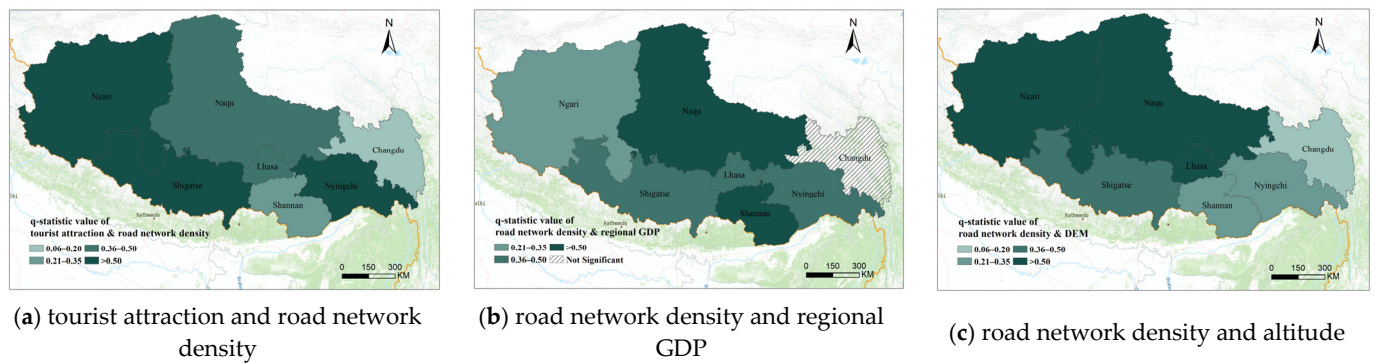 N
Ngari
Naqu
Changdu
Lhasa
Shigatse
Nyingchi
Shannan
Kathmandu
q-statistic value of
tourist attraction & road network density
0.06–0.20 0.36–0.50
0.21–0.35 >0.50
0 150 300
KM
(a) tourist attraction and road network
density
N
Ngari
Naqu
Changdu
Lhasa
Shigatse
Nyingchi
Shannan
Kathmandu
q-statistic value of
road network density & regional GDP
0.21–0.35 >0.50
0.36–0.50 Not Significant
0 150 300
KM
(b) road network density and regional
GDP
N
Ngari
Naqu
Changdu
Lhasa
Shigatse
Nyingchi
Shannan
Kathmandu
q-statistic value of
road network density & DEM
0.06–0.20 0.36–0.50
0.21–0.35 >0.50
0 150 300
KM
(c) road network density and altitude